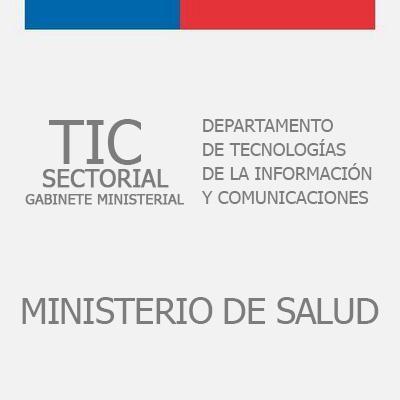 TIC
SECTORIAL
GABINETE MINISTERIAL
DEPARTAMENTO
DE TECNOLOGÍAS
DE LA INFORMACIÓN
Y COMUNICACIONES
MINISTERIO DE SALUD